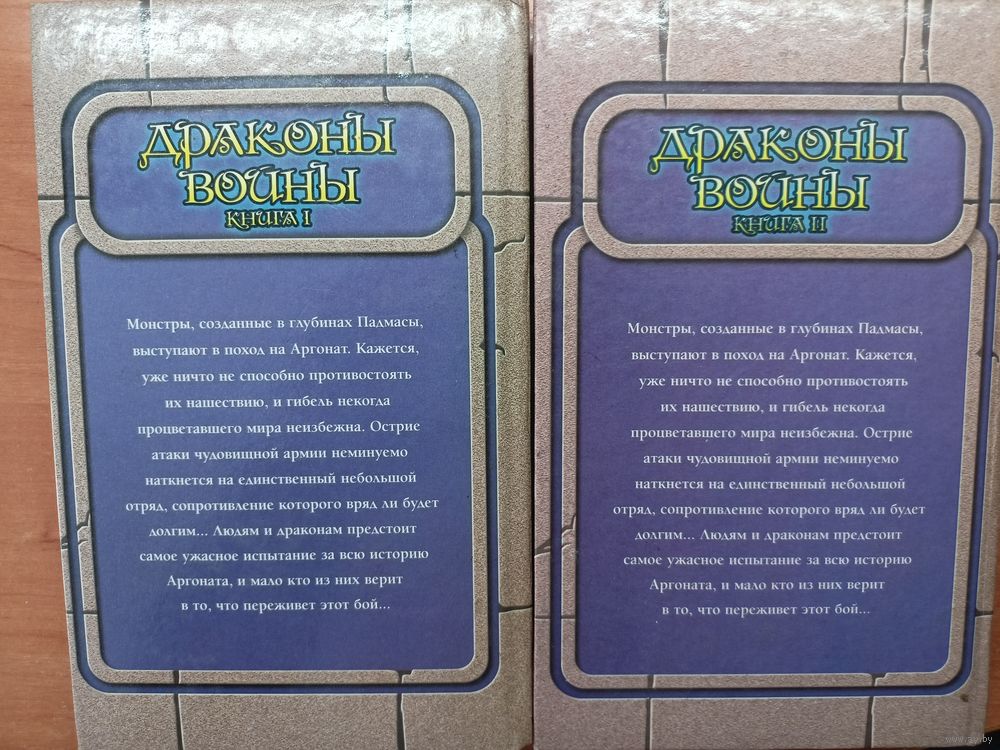 ДРАКОНЫ
ВОЙНЫ
КНИГА I
Монстры, созданные в глубинах Падмасы,
выступают в поход на Аргонат. Кажется,
уже ничто не способно противостоять
их нашествию, и гибель некогда
процветавшего мира неизбежна. Острие
атаки чудовищной армии неминуемо
наткнется на единственный небольшой
отряд, сопротивление которого вряд ли будет
долгим... Людям и драконам предстоит
самое ужасное испытание за всю историю
Аргоната, и мало кто из них верит
в то, что переживет этот бой...
ДРАКОНЫ
ВОЙНЫ
КНИГА II
Монстры, созданные в глубинах Падмасы,
выступают в поход на Аргонат. Кажется,
уже ничто не способно противостоять
их нашествию, и гибель некогда
процветавшего мира неизбежна. Острие
атаки чудовищной армии неминуемо
наткнется на единственный небольшой
отряд, сопротивление которого вряд ли будет
долгим... Людям и драконам предстоит
самое ужасное испытание за всю историю
Аргоната, и мало кто из них верит
в то, что переживет этот бой...
www.ay.by